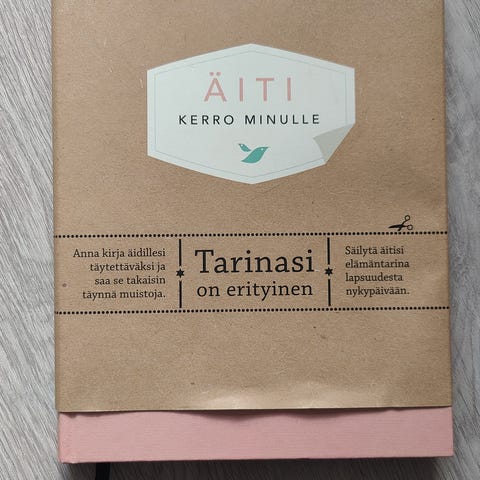 ÄITI
KERRO MINULLE
Anna kirja äidillesi
täytettäväksi ja
saa se takaisin
täynnä muistoja.
Tarinasi
on erityinen
Säilytä äitisi
elämäntarina
lapsuudesta
nykypäivään.